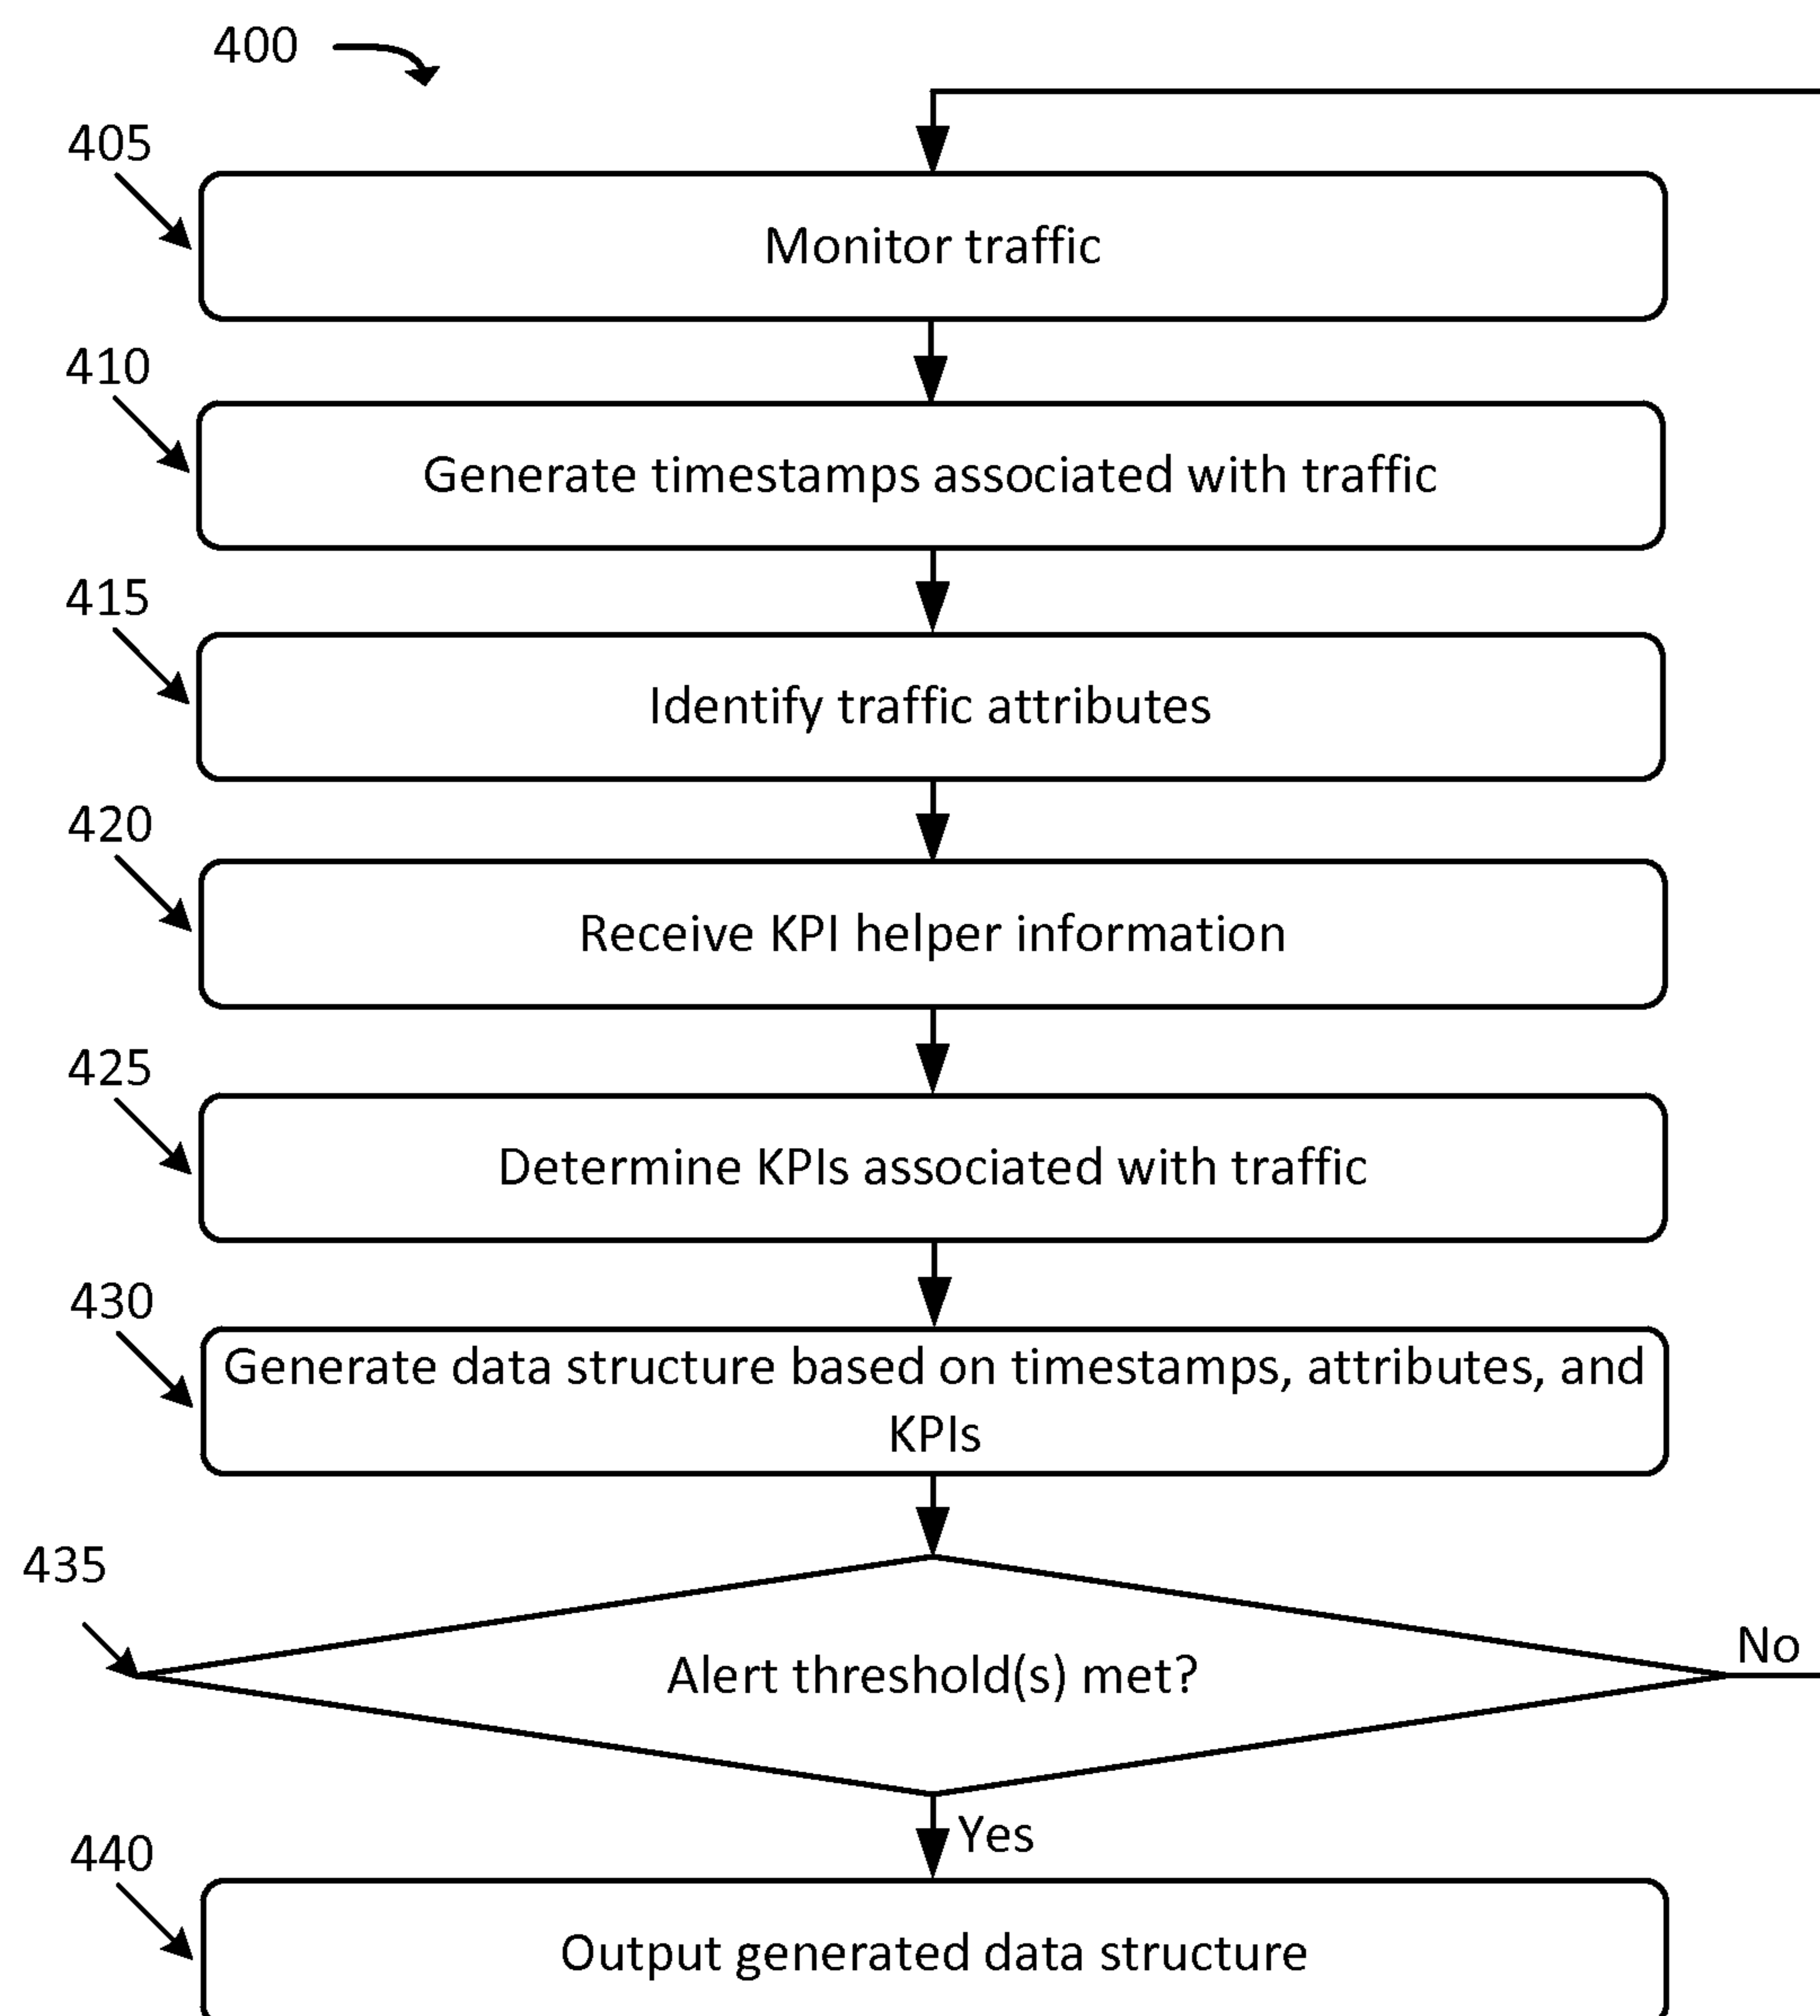 400
405
Monitor traffic
410
Generate timestamps associated with traffic
415
Identify traffic attributes
420
Receive KPI helper information
425
Determine KPIs associated with traffic
430
Generate data structure based on timestamps, attributes, and
KPIs
435
Alert threshold(s) met?
No
Yes
440
Output generated data structure